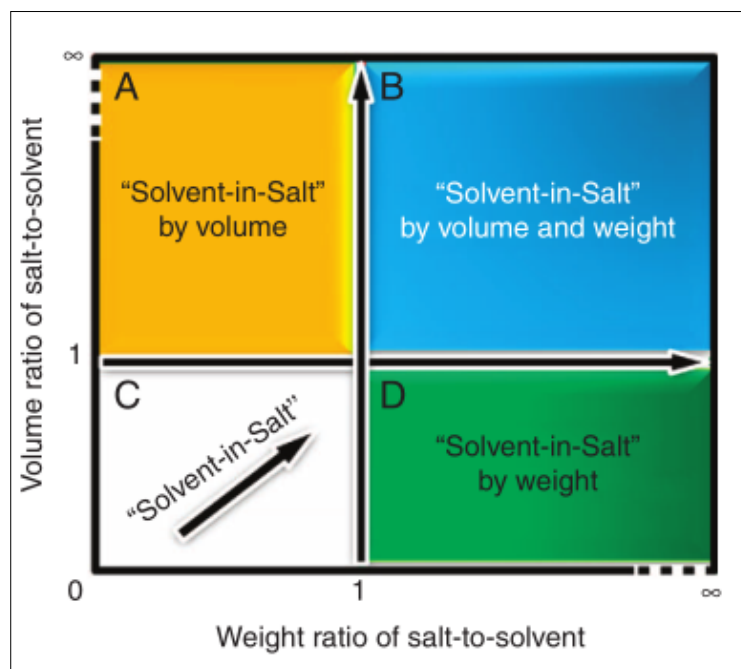 ∞
A
B
“Solvent-in-Salt”
by volume
“Solvent-in-Salt”
by volume and weight
Volume ratio of salt-to-solvent
1
C
D
“Solvent-in-Salt”
“Solvent-in-Salt”
by weight
0
1
∞
Weight ratio of salt-to-solvent